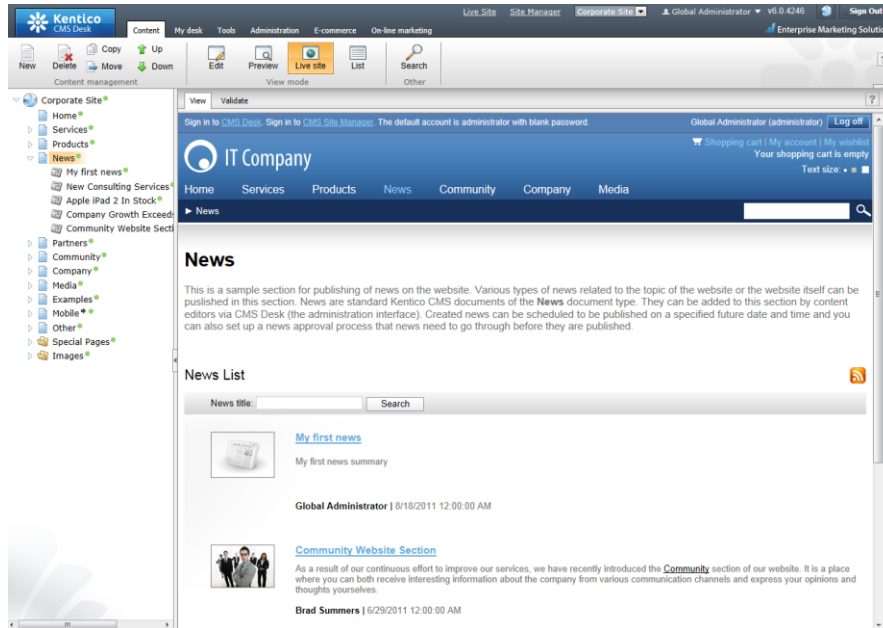 Kentico
CMS Desk
Live Site Site Manager Corporate Site Global Administrator v6.0.4246 Sign Out
Content My desk Tools Administration E-commerce On-line marketing
Enterprise Marketing Solutio
New Delete Copy Move Up Down
Content management
Edit Preview Live site List
View mode
Search
Other
Corporate Site
Home
Services
Products
News
My first news
New Consulting Services
Apple iPad 2 In Stock
Company Growth Exceeds
Community Website Secti
Partners
Community
Company
Media
Examples
Mobile
Other
Special Pages
Images
View Validate ?
Sign in to CMS Desk. Sign in to CMS Site Manager. The default account is administrator with blank password.
Global Administrator (administrator) Log off
IT Company
Shopping cart | My account | My wishlist
Your shopping cart is empty
Text size:
Home Services Products News Community Company Media
► News
News
This is a sample section for publishing of news on the website. Various types of news related to the topic of the website or the website itself can be
puslished in this section. News are standard Kentico CMS documents of the News document type. They can be added to this section by content
editors via CMS Desk (the administration interface). Created news can be scheduled to be published on a specified future date and time and you
can also set up a news approval process that news need to go through before they are published.
News List
News title: Search
My first news
My first news summary
Global Administrator | 8/18/2011 12:00:00 AM
Community Website Section
As a result of our continuous effort to improve our services, we have recently introduced the Community section of our website. It is a place
where you can both receive interesting information about the company from various communication channels and express your opinions and
thoughts yourselves.
Brad Summers | 6/29/2011 12:00:00 AM